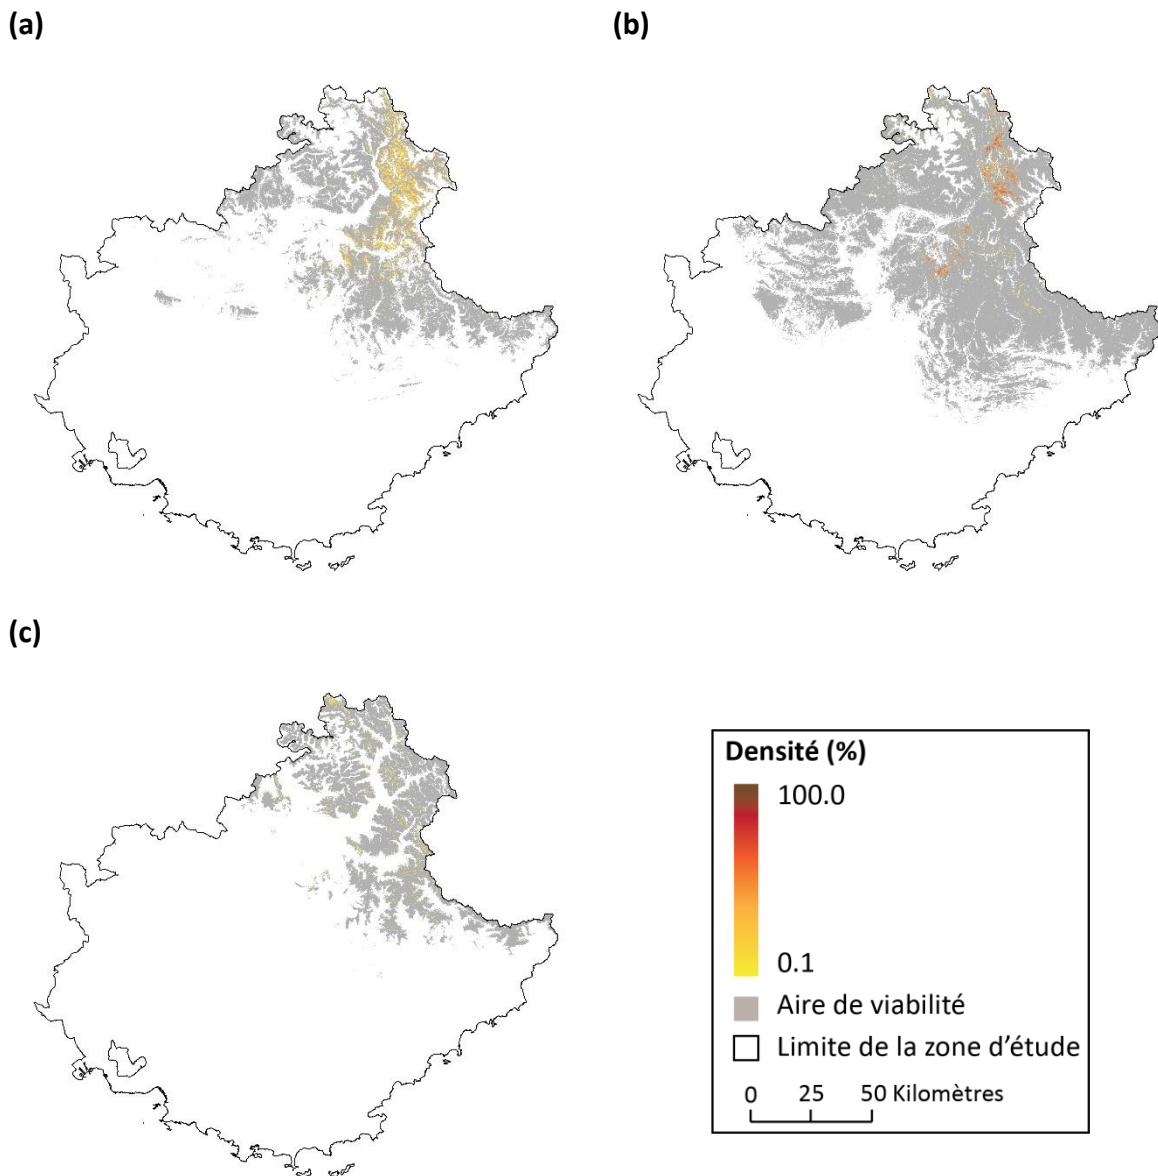 (a)
(b)
(c)
Densité (%)
100.0
0.1
Aire de viabilité
Limite de la zone d'étude
0 25 50 Kilomètres